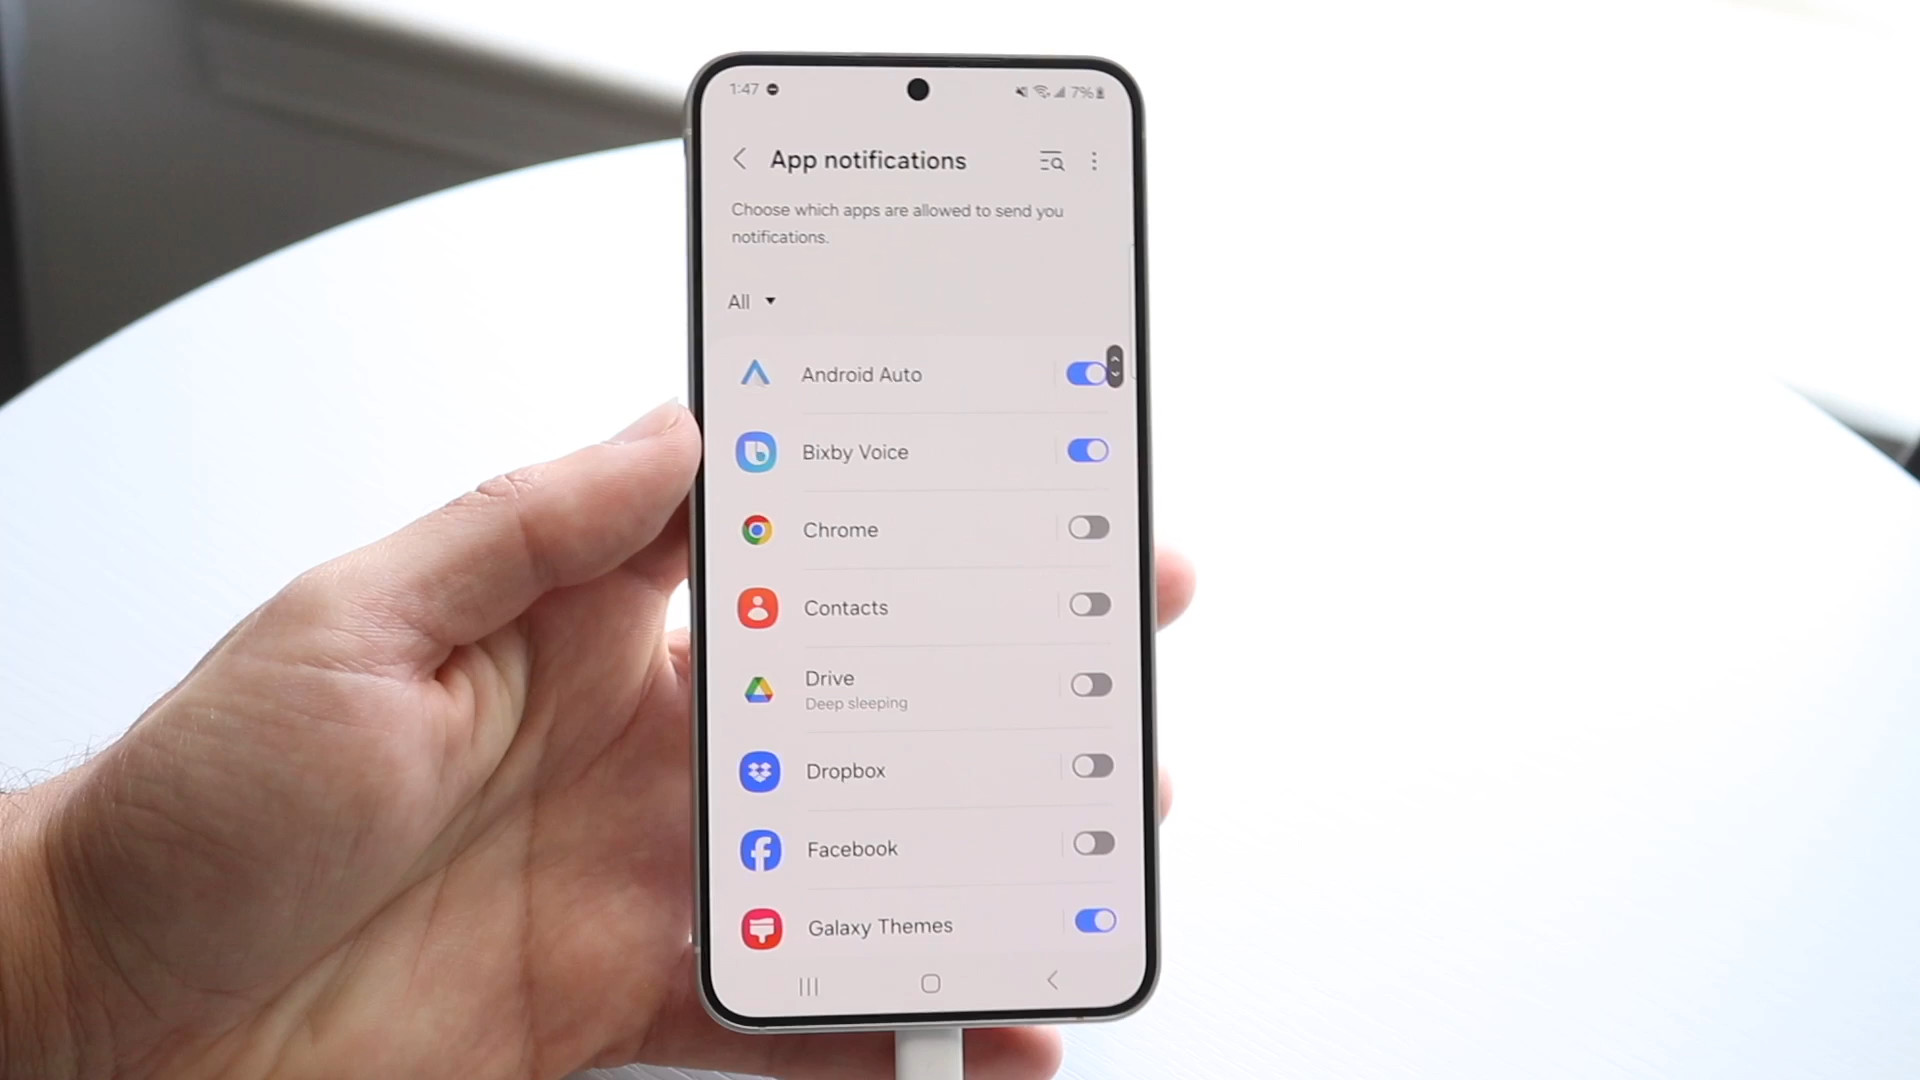 1:47 7%
App notifications
Choose which apps are allowed to send you
notifications.
All
Android Auto
Bixby Voice
Chrome
Contacts
Drive
Deep sleeping
Dropbox
Facebook
Galaxy Themes